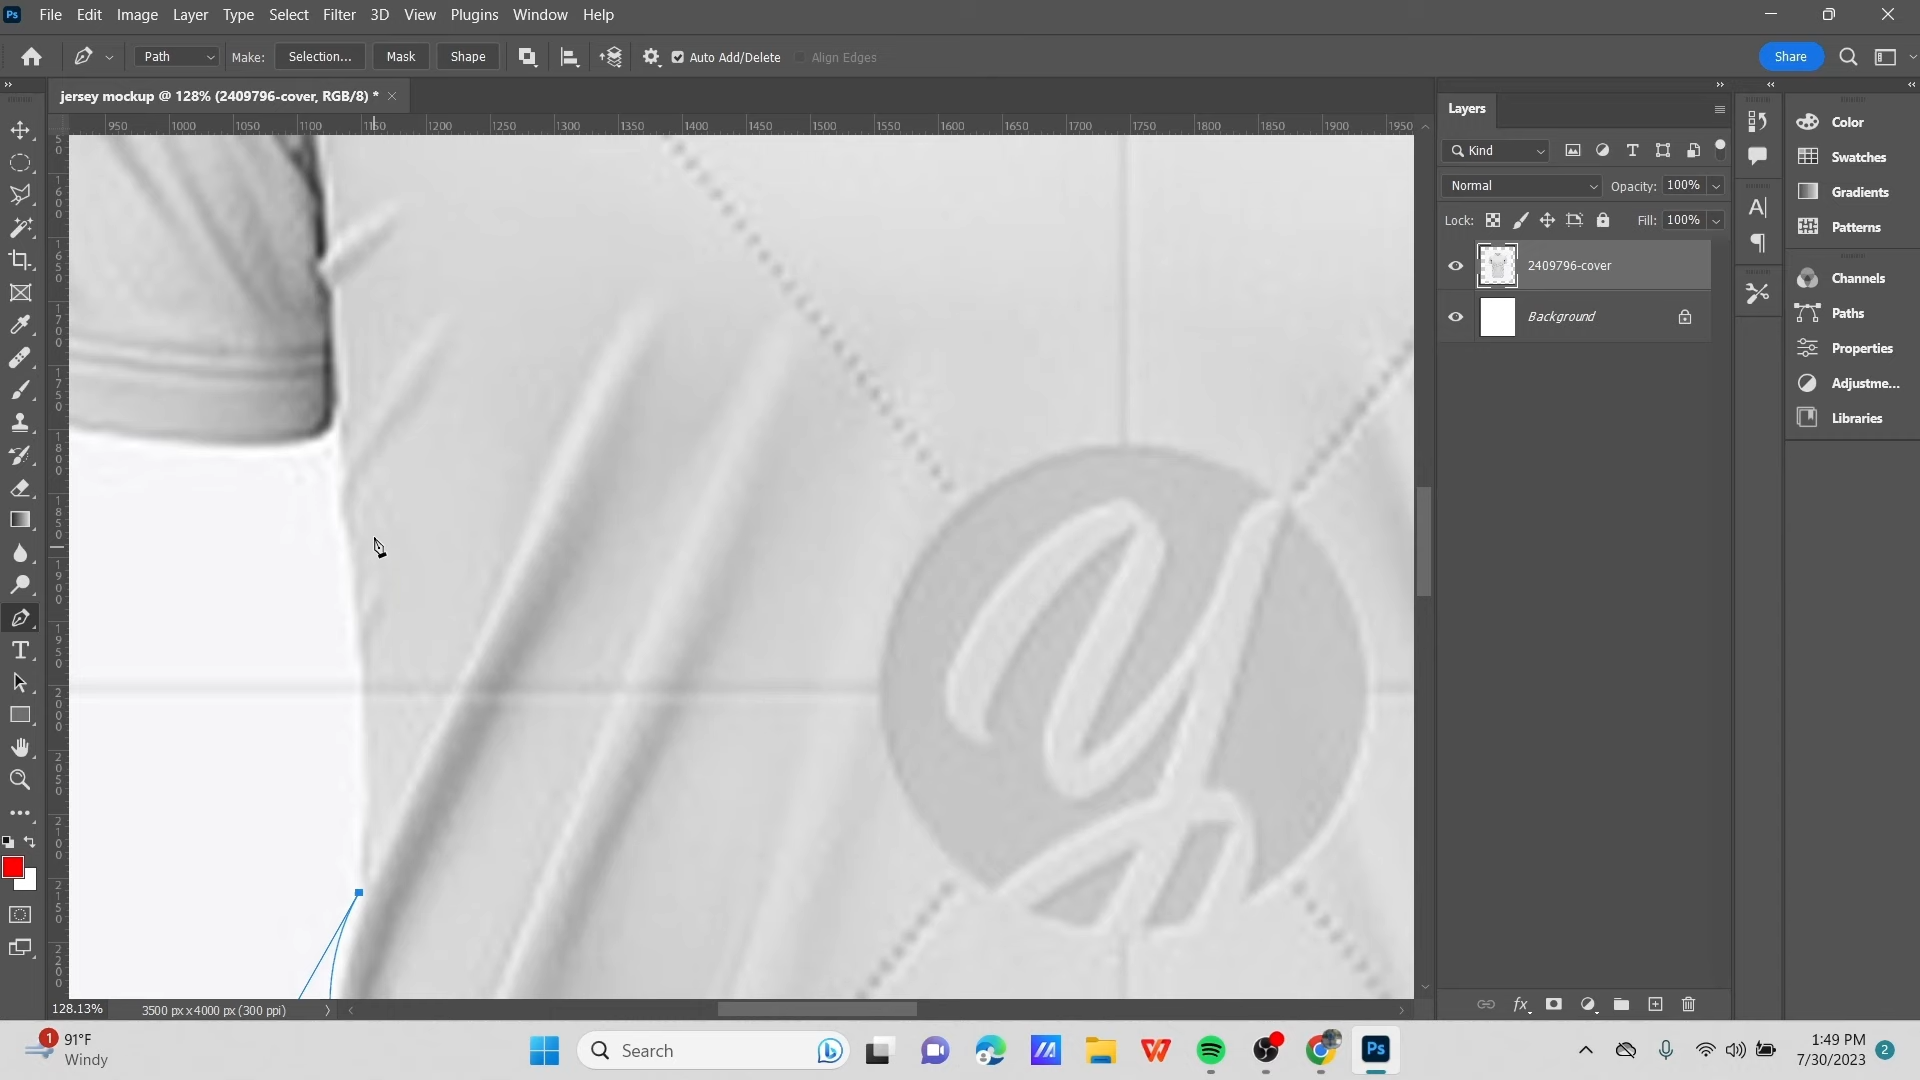 Ps File Edit Image Layer Type Select Filter 3D View Plugins Window Help
Path Make: Selection... Mask Shape Auto Add/Delete Align Edges Share
jersey mockup @ 128% (2409796-cover, RGB/8) *
950 1000 1050 1100 1150 1200 1250 1300 1350 1400 1450 1500 1550 1600 1650 1700 1750 1800 1850 1900 1950
Layers
Kind
Normal Opacity: 100%
Lock: Fill: 100%
2409796-cover
Background
Color
Swatches
Gradients
Patterns
Channels
Paths
Properties
Adjustme...
Libraries
128.13% 3500 px x 4000 px (300 ppi)
1 91°F
Windy
Search
Ps
1:49 PM
7/30/2023
2